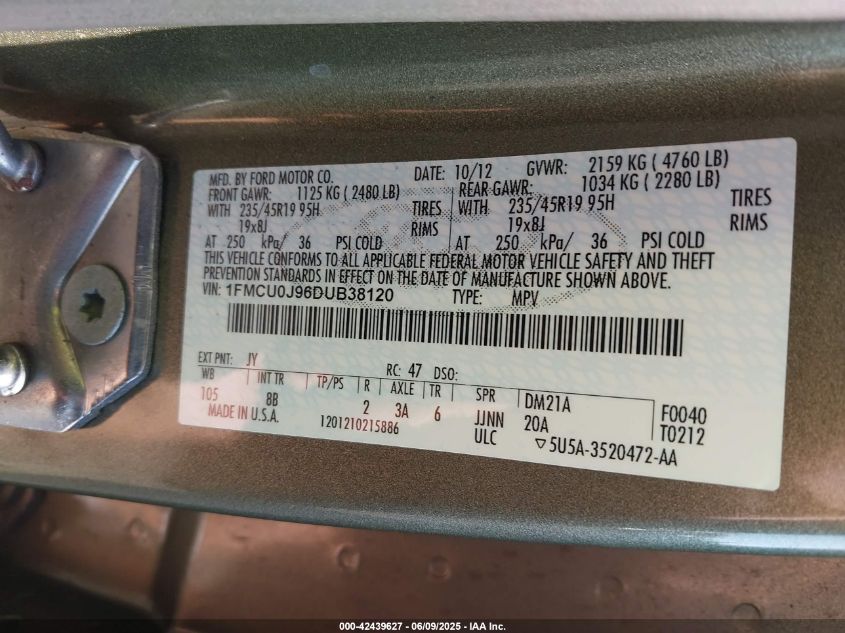 MFD. BY FORD MOTOR CO. DATE: 10/12 GVWR: 2159 KG ( 4760 LB)
FRONT GAWR: 1125 KG ( 2480 LB) REAR GAWR: 1034 KG ( 2280 LB)
WITH 235/45R19 95H TIRES WITH 235/45R19 95H TIRES
19x8J RIMS 19x8J RIMS
AT 250 kPa/ 36 PSI COLD AT 250 kPa/ 36 PSI COLD
THIS VEHICLE CONFORMS TO ALL APPLICABLE FEDERAL MOTOR VEHICLE SAFETY AND THEFT
PREVENTION STANDARDS IN EFFECT ON THE DATE OF MANUFACTURE SHOWN ABOVE.
VIN: 1FMCU0J96DUB38120 TYPE: MPV
EXT PNT: JY RC: 47 DSO:
WB INT TR TP/PS R AXLE TR SPR DM21A F0040
105 8B 2 3A 6 JJNN 20A T0212
MADE IN U.S.A. 1201210215886 ULC ▽5U5A-3520472-AA
000-42439627 - 06/09/2025 - IAA Inc.